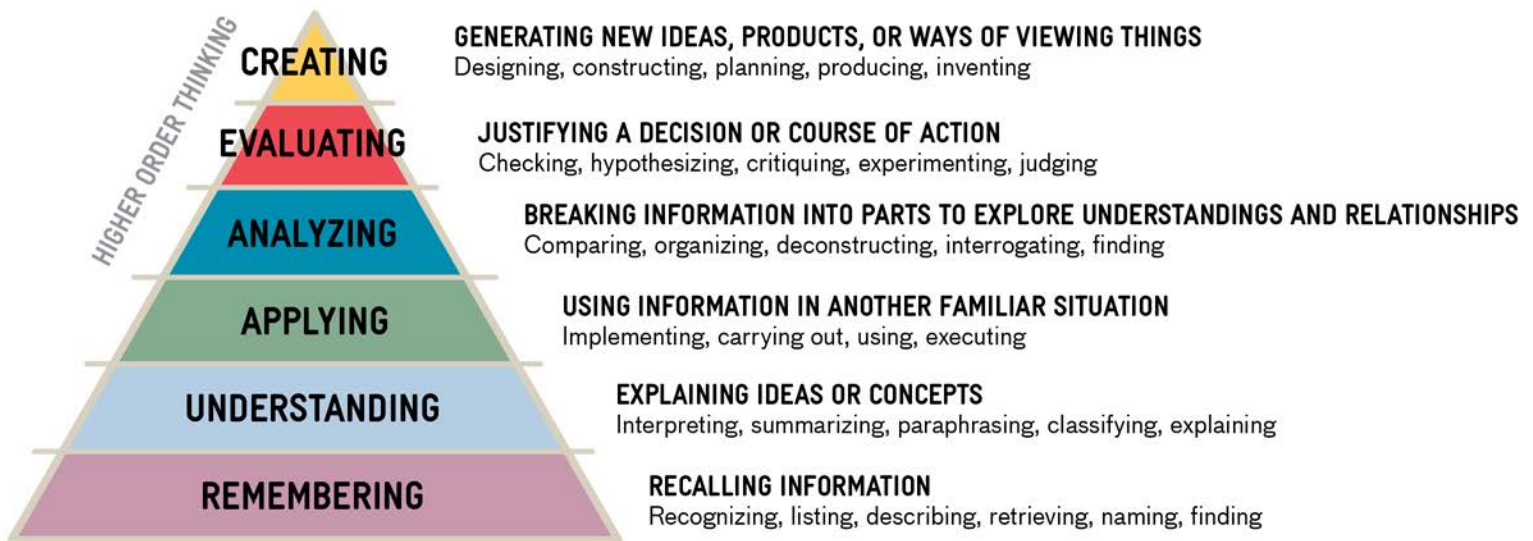 HIGHER ORDER THINKING
CREATING
GENERATING NEW IDEAS, PRODUCTS, OR WAYS OF VIEWING THINGS
Designing, constructing, planning, producing, inventing
EVALUATING
JUSTIFYING A DECISION OR COURSE OF ACTION
Checking, hypothesizing, critiquing, experimenting, judging
ANALYZING
BREAKING INFORMATION INTO PARTS TO EXPLORE UNDERSTANDINGS AND RELATIONSHIPS
Comparing, organizing, deconstructing, interrogating, finding
APPLYING
USING INFORMATION IN ANOTHER FAMILIAR SITUATION
Implementing, carrying out, using, executing
UNDERSTANDING
EXPLAINING IDEAS OR CONCEPTS
Interpreting, summarizing, paraphrasing, classifying, explaining
REMEMBERING
RECALLING INFORMATION
Recognizing, listing, describing, retrieving, naming, finding